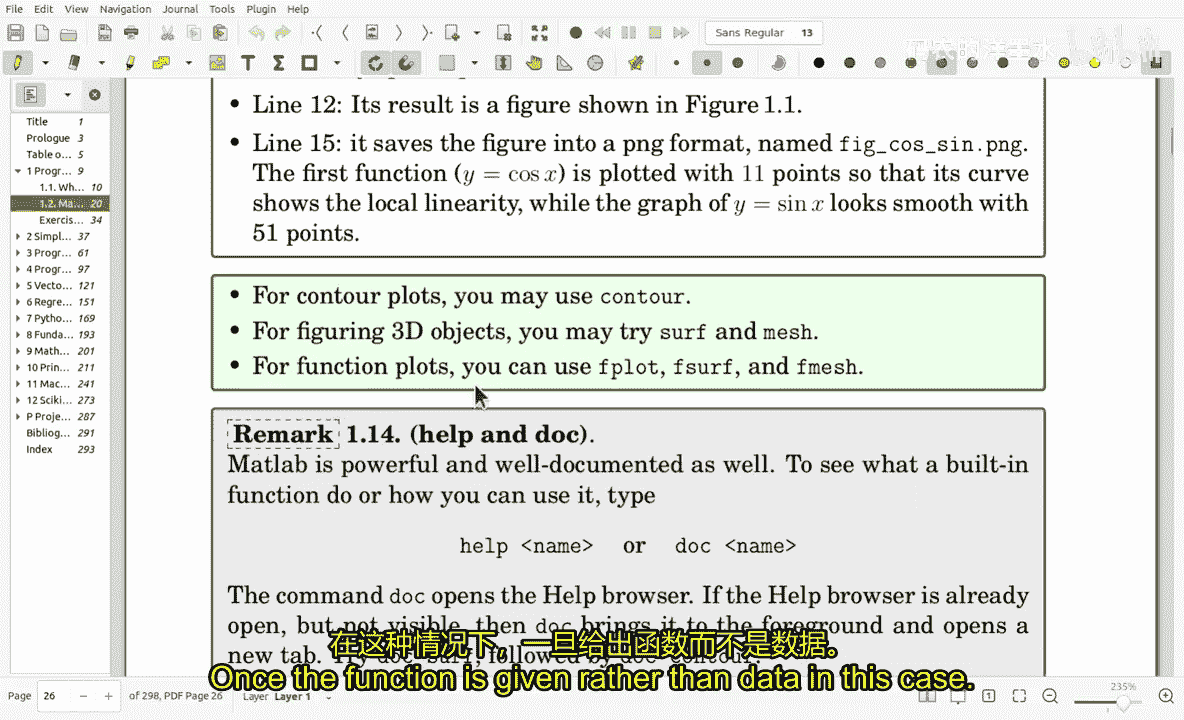 File Edit View Navigation Journal Tools Plugin Help
Sans Regular 13
Title 1
Prologue 3
Table o... 5
1 Progr... 9
1.1. Wh... 10
1.2. Ma... 20
Exercis... 34
2 Simpl... 37
3 Progr... 61
4 Progr... 97
5 Vecto... 121
6 Regre... 151
7 Pytho... 169
8 Funda... 193
9 Math... 201
10 Prin... 211
11 Mac... 241
12 Sciki... 273
P Proje... 287
Bibliog... 291
Index 293
• Line 12: Its result is a figure shown in Figure 1.1.
• Line 15: it saves the figure into a png format, named fig_cos_sin.png.
The first function (y = cos x) is plotted with 11 points so that its curve
shows the local linearity, while the graph of y = sin x looks smooth with
51 points.
• For contour plots, you may use contour.
• For figuring 3D objects, you may try surf and mesh.
• For function plots, you can use fplot, fsurf, and fmesh.
Remark 1.14. (help and doc).
Matlab is powerful and well-documented as well. To see what a built-in
function do or how you can use it, type
help <name> or doc <name>
The command doc opens the Help browser. If the Help browser is already
open, but not visible, then doc brings it to the foreground and opens a
new tab. Try doc surf, followed by doc contour.
在这种情况下，一旦给出函数而不是数据。
Once the function is given rather than data in this case.
Page 26 of 298, PDF Page 26 Layer Layer 1
235%